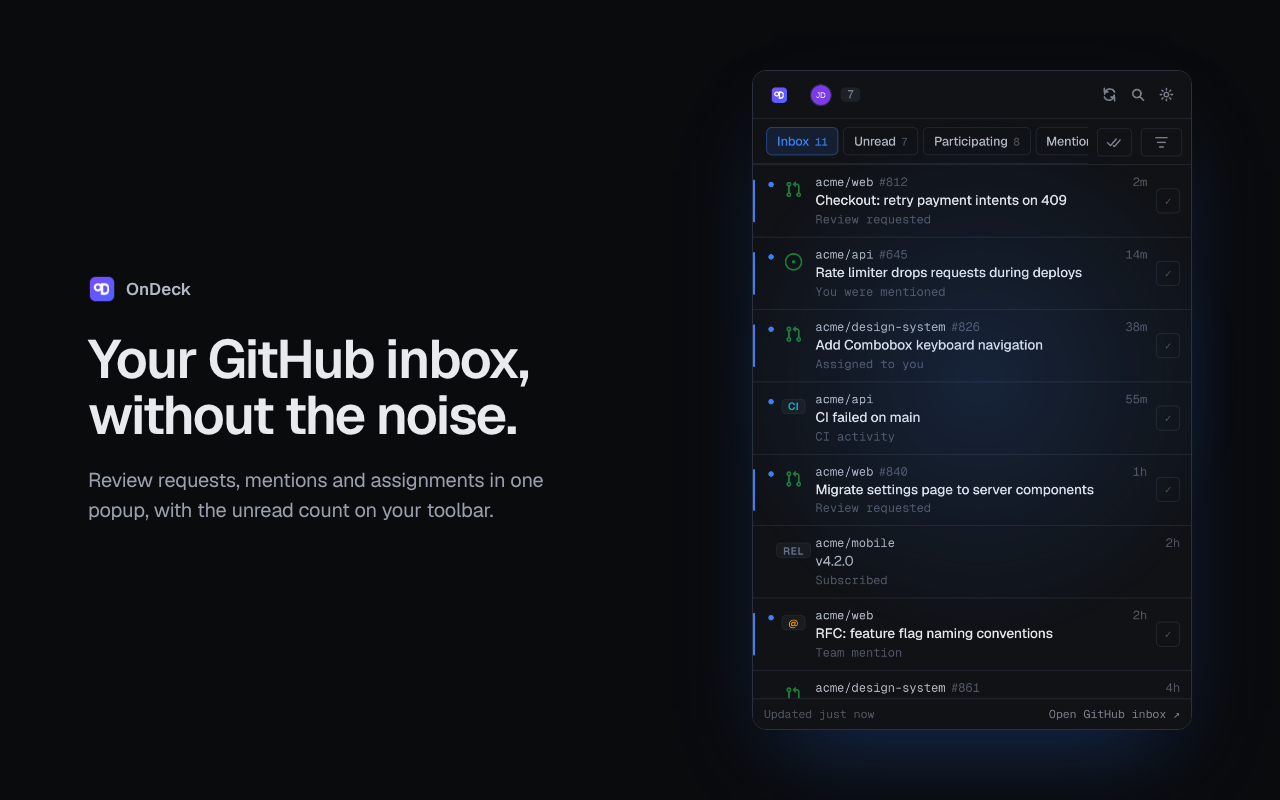 OnDeck
Your GitHub inbox,
without the noise.
Review requests, mentions and assignments in one
popup, with the unread count on your toolbar.
JD 7
Inbox 11 Unread 7 Participating 8 Mention
acme/web #812 2m
Checkout: retry payment intents on 409
Review requested
acme/api #645 14m
Rate limiter drops requests during deploys
You were mentioned
acme/design-system #826 38m
Add Combobox keyboard navigation
Assigned to you
CI acme/api 55m
CI failed on main
CI activity
acme/web #840 1h
Migrate settings page to server components
Review requested
REL acme/mobile 2h
v4.2.0
Subscribed
@ acme/web 2h
RFC: feature flag naming conventions
Team mention
acme/design-system #861 4h
Updated just now Open GitHub inbox ↗